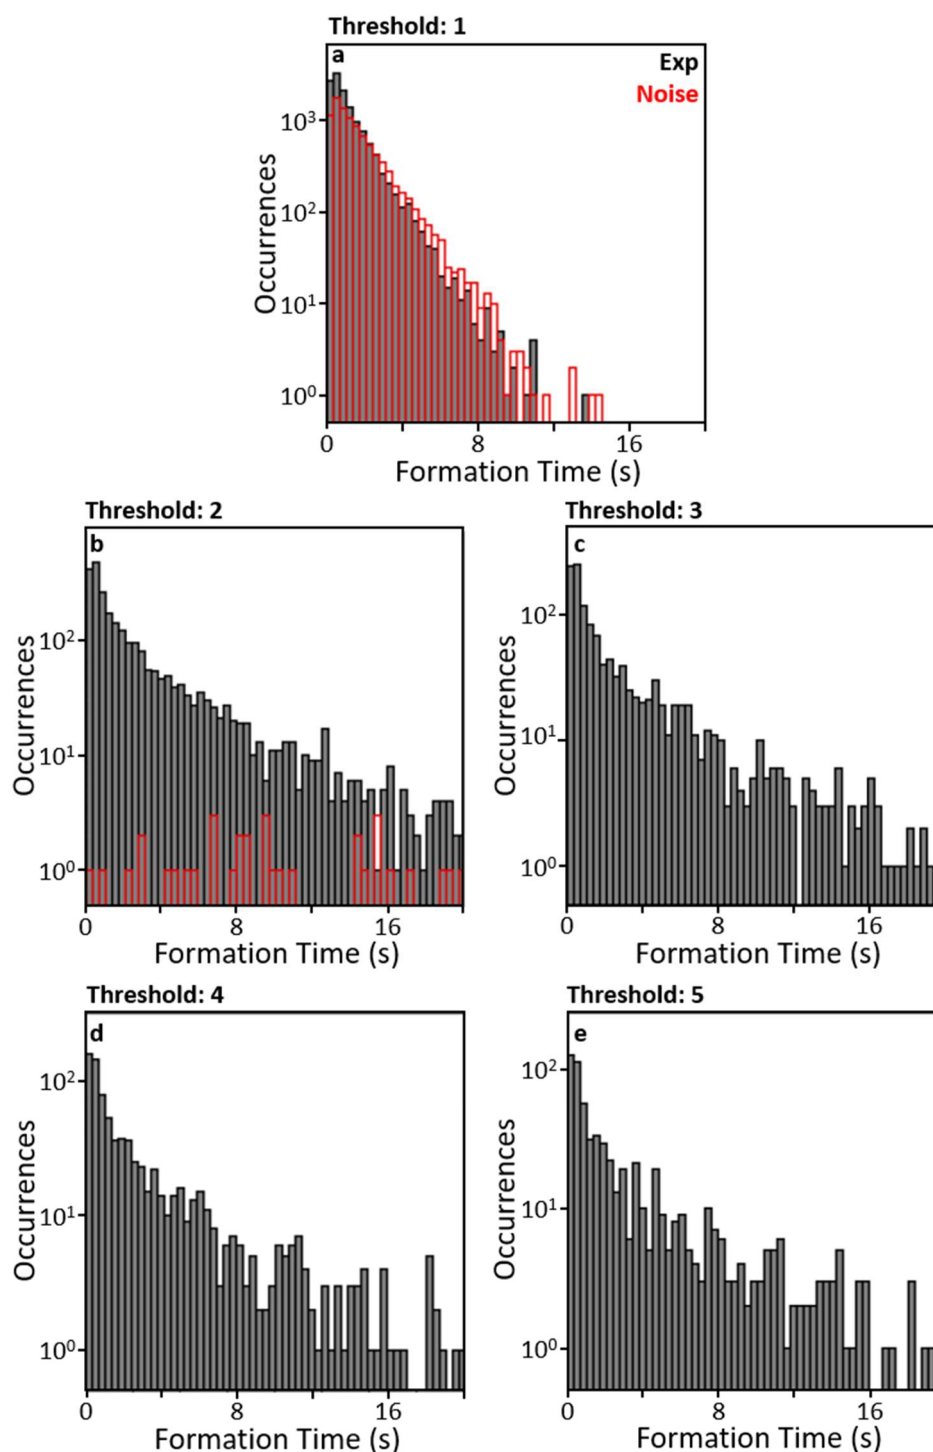 Threshold: 1
a
Exp
Noise
10³
10²
10¹
10⁰
Occurrences
0 8 16
Formation Time (s)
Threshold: 2
b
10²
10¹
10⁰
Occurrences
0 8 16
Formation Time (s)
Threshold: 3
c
10²
10¹
10⁰
Occurrences
0 8 16
Formation Time (s)
Threshold: 4
d
10²
10¹
10⁰
Occurrences
0 8 16
Formation Time (s)
Threshold: 5
e
10²
10¹
10⁰
Occurrences
0 8 16
Formation Time (s)